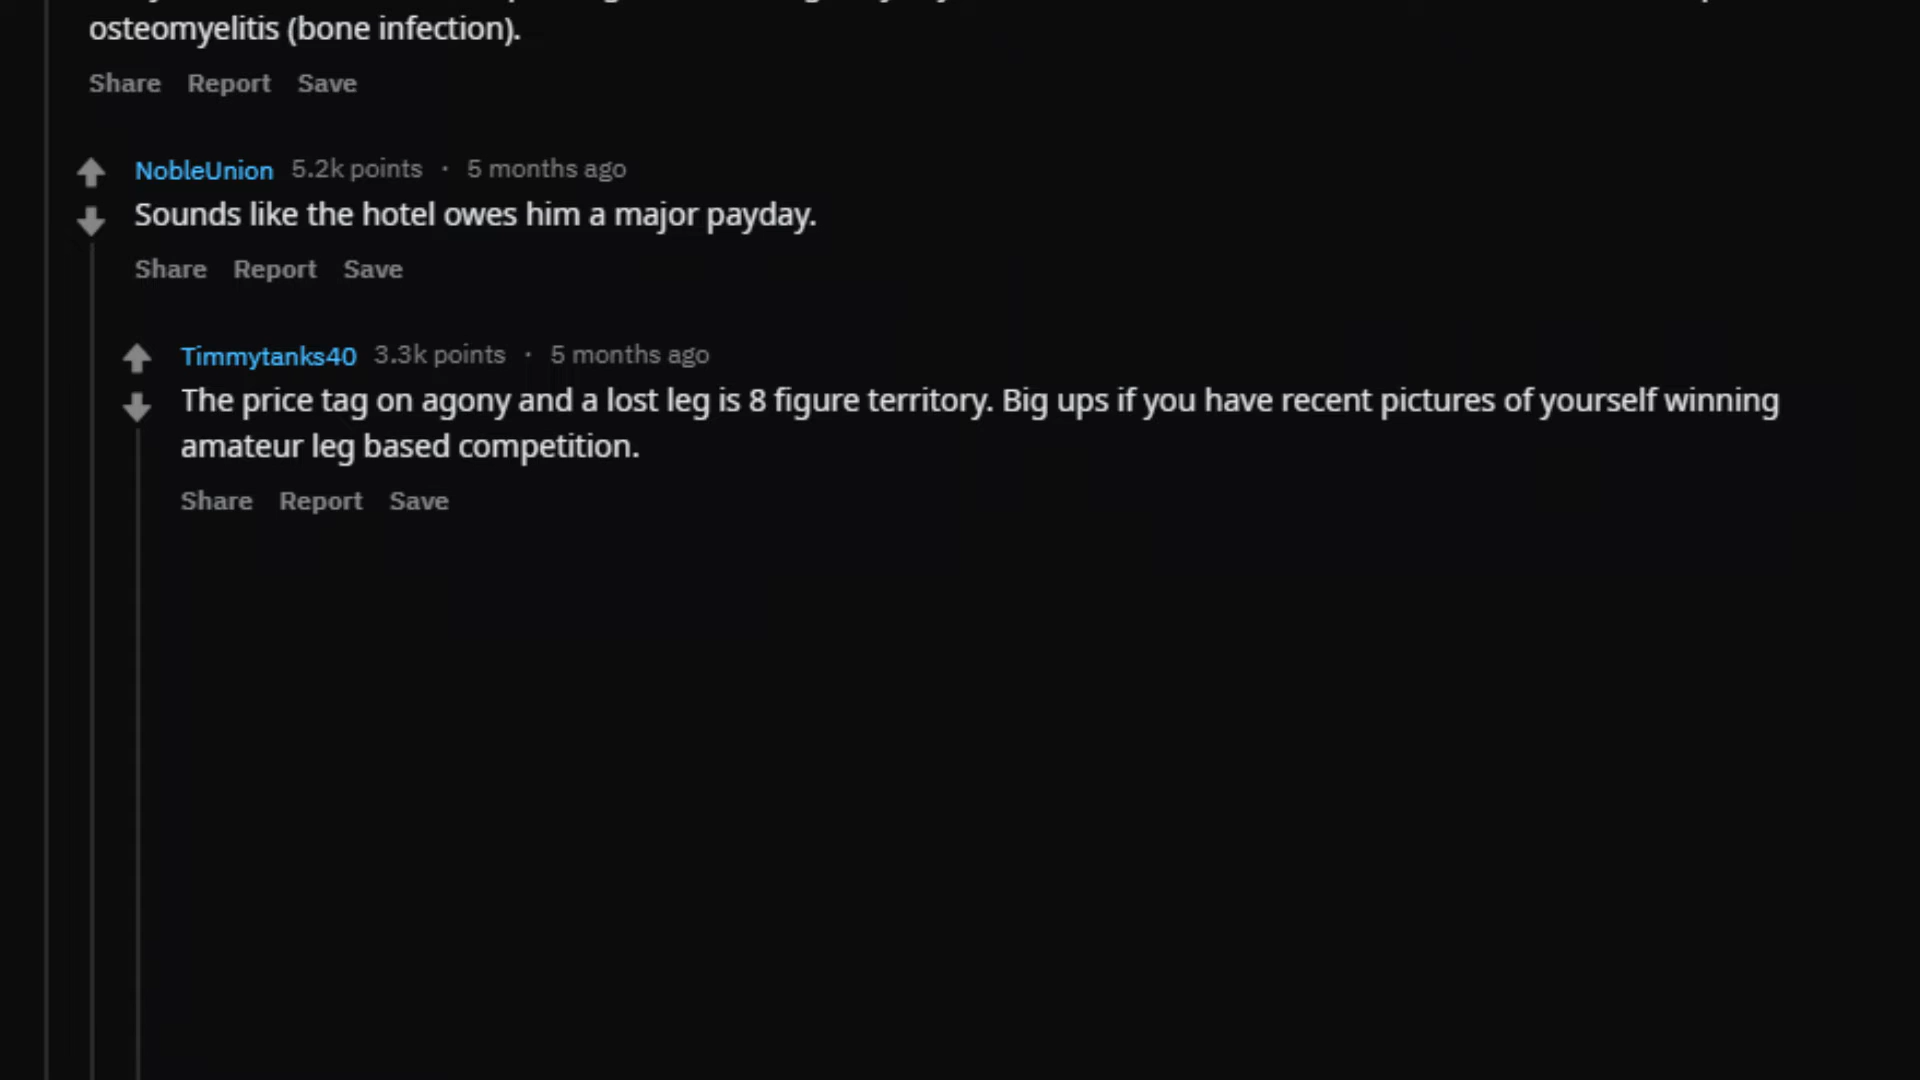 osteomyelitis (bone infection).
Share Report Save
NobleUnion 5.2k points · 5 months ago
Sounds like the hotel owes him a major payday.
Share Report Save
Timmytanks40 3.3k points · 5 months ago
The price tag on agony and a lost leg is 8 figure territory. Big ups if you have recent pictures of yourself winning
amateur leg based competition.
Share Report Save